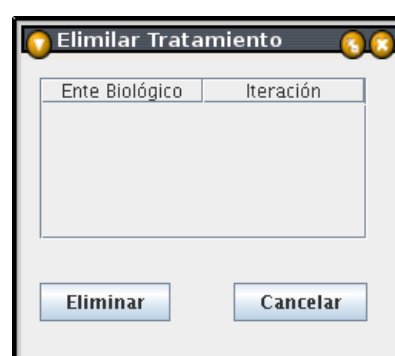 Elimilar Tratamiento
Ente Biológico Iteración
Eliminar Cancelar